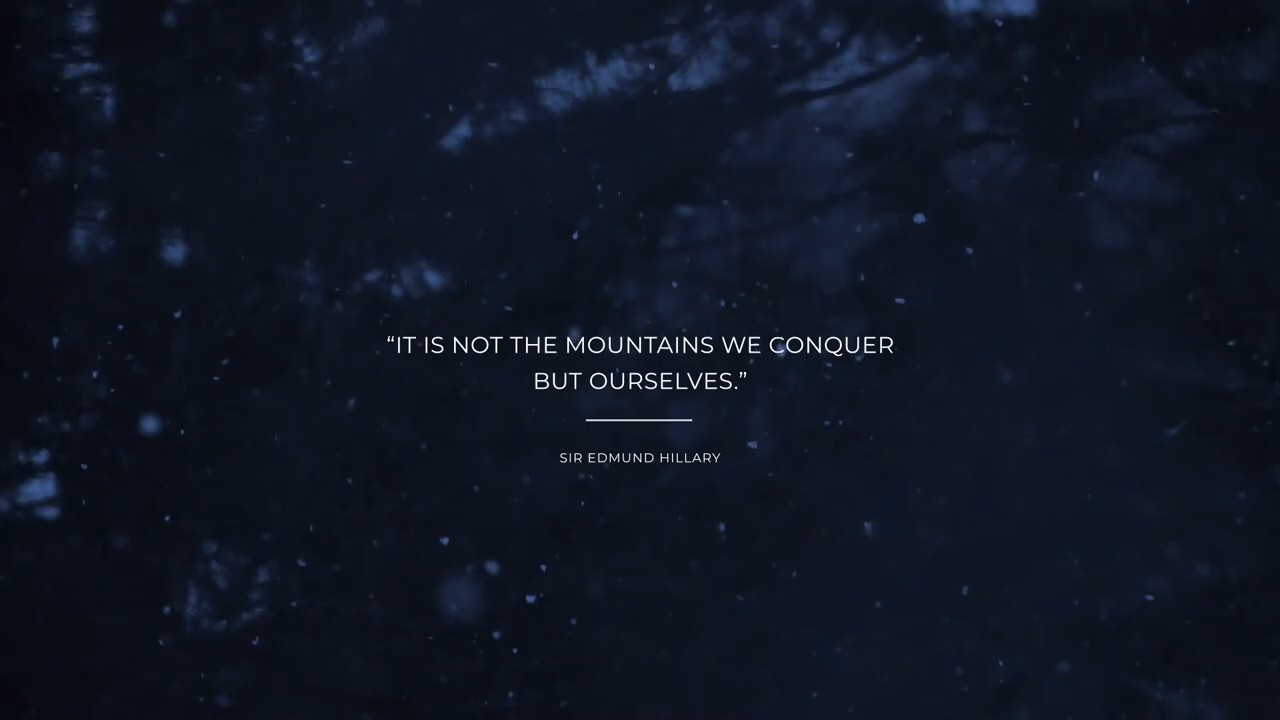 “IT IS NOT THE MOUNTAINS WE CONQUER
BUT OURSELVES.”
SIR EDMUND HILLARY